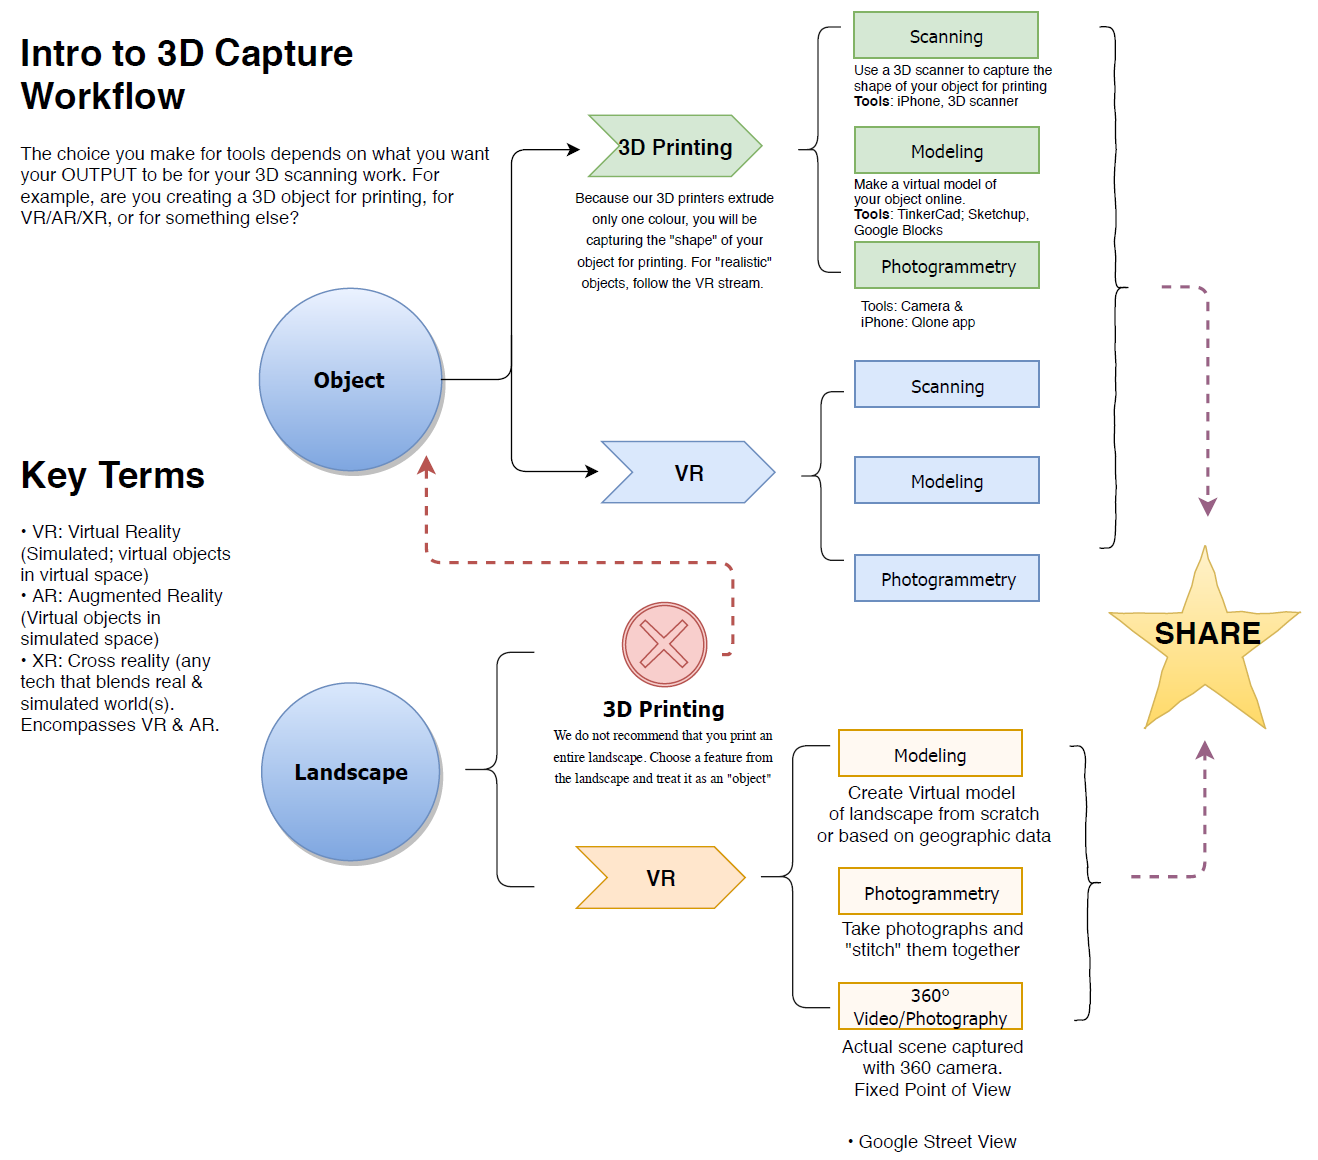 Intro to 3D Capture
Workflow
The choice you make for tools depends on what you want
your OUTPUT to be for your 3D scanning work. For
example, are you creating a 3D object for printing, for
VR/AR/XR, or for something else?
Object
3D Printing
Because our 3D printers extrude
only one colour, you will be
capturing the "shape" of your
object for printing. For "realistic"
objects, follow the VR stream.
Scanning
Use a 3D scanner to capture the
shape of your object for printing
Tools: iPhone, 3D scanner
Modeling
Make a virtual model of
your object online.
Tools: TinkerCad; Sketchup,
Google Blocks
Photogrammetry
Tools: Camera &
iPhone: Qlone app
VR
Scanning
Modeling
Photogrammetry
SHARE
Key Terms
• VR: Virtual Reality
(Simulated; virtual objects
in virtual space)
• AR: Augmented Reality
(Virtual objects in
simulated space)
• XR: Cross reality (any
tech that blends real &
simulated world(s).
Encompasses VR & AR.
Landscape
3D Printing
We do not recommend that you print an
entire landscape. Choose a feature from
the landscape and treat it as an "object"
VR
Modeling
Create Virtual model
of landscape from scratch
or based on geographic data
Photogrammetry
Take photographs and
"stitch" them together
360°
Video/Photography
Actual scene captured
with 360 camera.
Fixed Point of View
• Google Street View